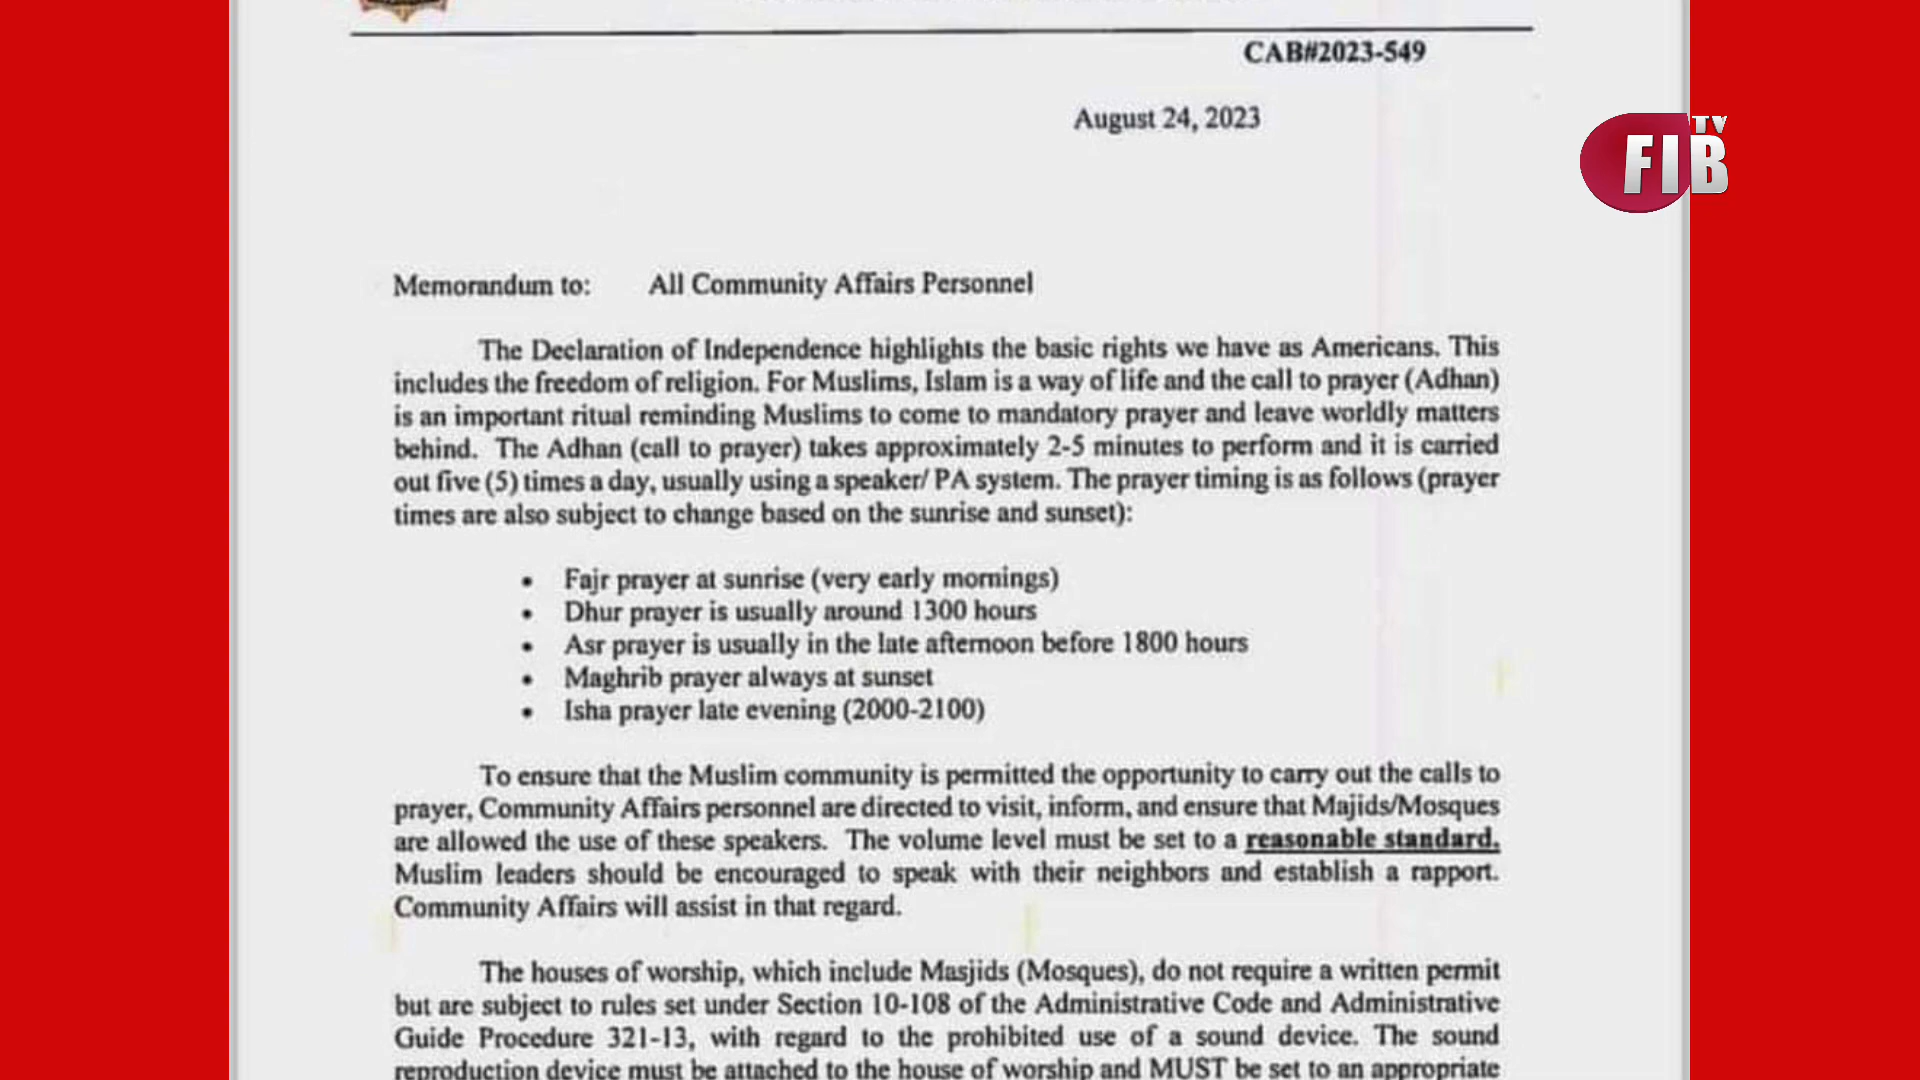 CAB#2023-549
August 24, 2023
TV
FIB
Memorandum to: All Community Affairs Personnel
The Declaration of Independence highlights the basic rights we have as Americans. This
includes the freedom of religion. For Muslims, Islam is a way of life and the call to prayer (Adhan)
is an important ritual reminding Muslims to come to mandatory prayer and leave worldly matters
behind. The Adhan (call to prayer) takes approximately 2-5 minutes to perform and it is carried
out five (5) times a day, usually using a speaker/ PA system. The prayer timing is as follows (prayer
times are also subject to change based on the sunrise and sunset):
• Fajr prayer at sunrise (very early mornings)
• Dhur prayer is usually around 1300 hours
• Asr prayer is usually in the late afternoon before 1800 hours
• Maghrib prayer always at sunset
• Isha prayer late evening (2000-2100)
To ensure that the Muslim community is permitted the opportunity to carry out the calls to
prayer, Community Affairs personnel are directed to visit, inform, and ensure that Majids/Mosques
are allowed the use of these speakers. The volume level must be set to a reasonable standard.
Muslim leaders should be encouraged to speak with their neighbors and establish a rapport.
Community Affairs will assist in that regard.
The houses of worship, which include Masjids (Mosques), do not require a written permit
but are subject to rules set under Section 10-108 of the Administrative Code and Administrative
Guide Procedure 321-13, with regard to the prohibited use of a sound device. The sound
reproduction device must be attached to the house of worship and MUST be set to an appropriate